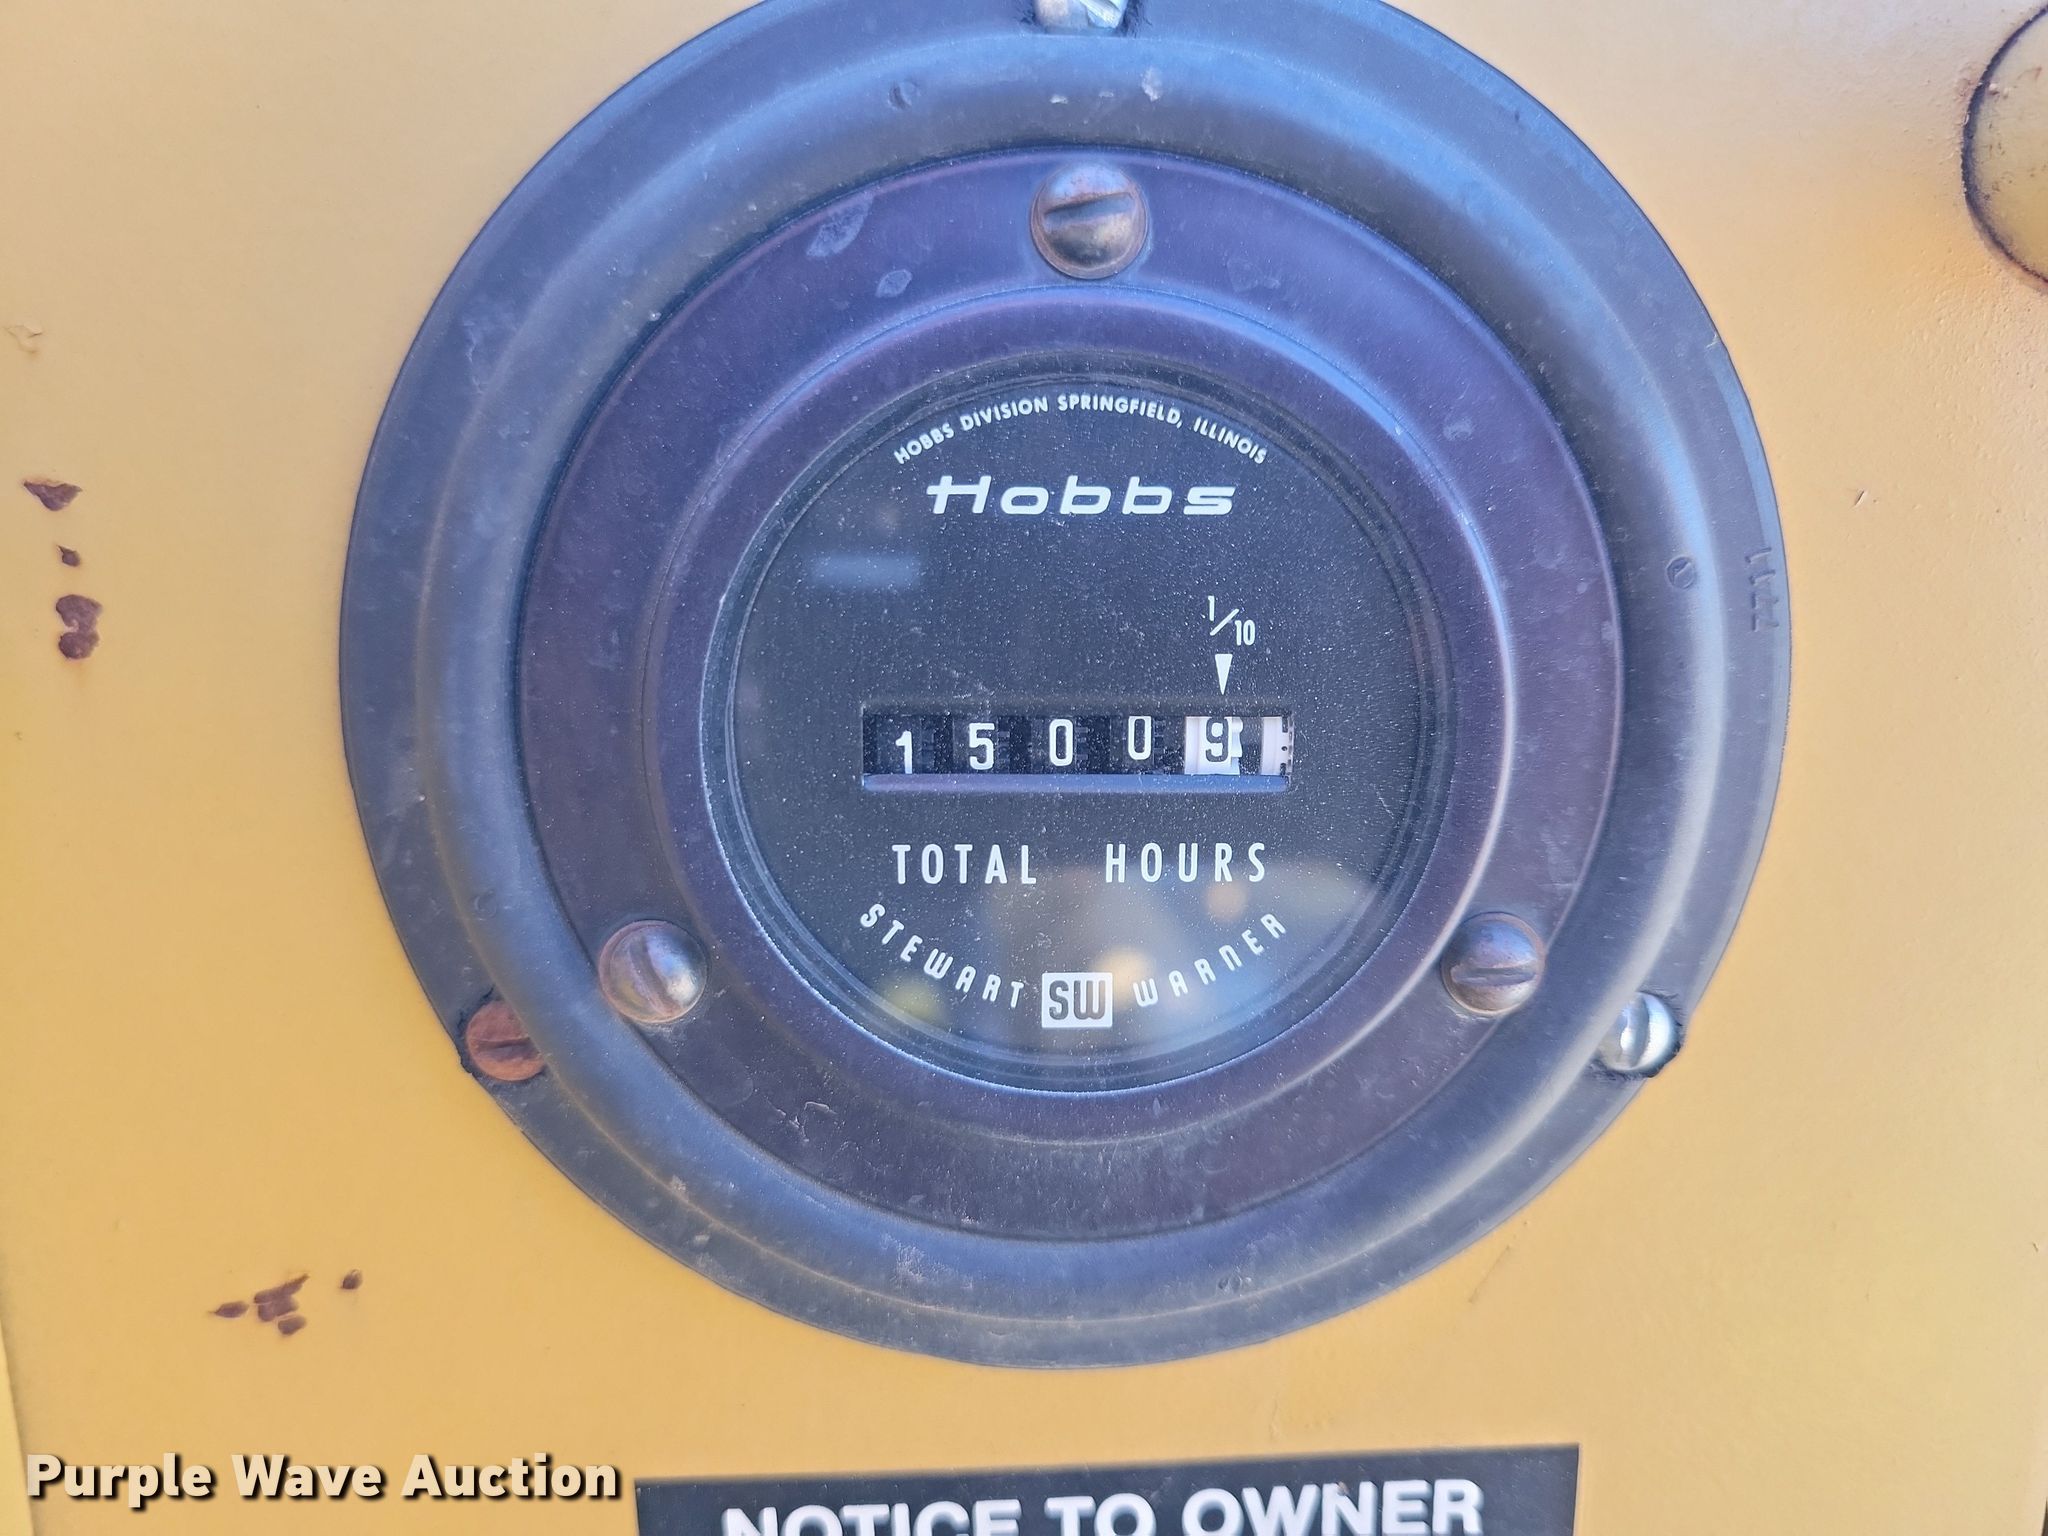 HOBBS DIVISION SPRINGFIELD, ILLINOIS
Hobbs
1/10
1 5 0 0 9
TOTAL HOURS
STEWART SW WARNER
7711
Purple Wave Auction
NOTICE TO OWNER